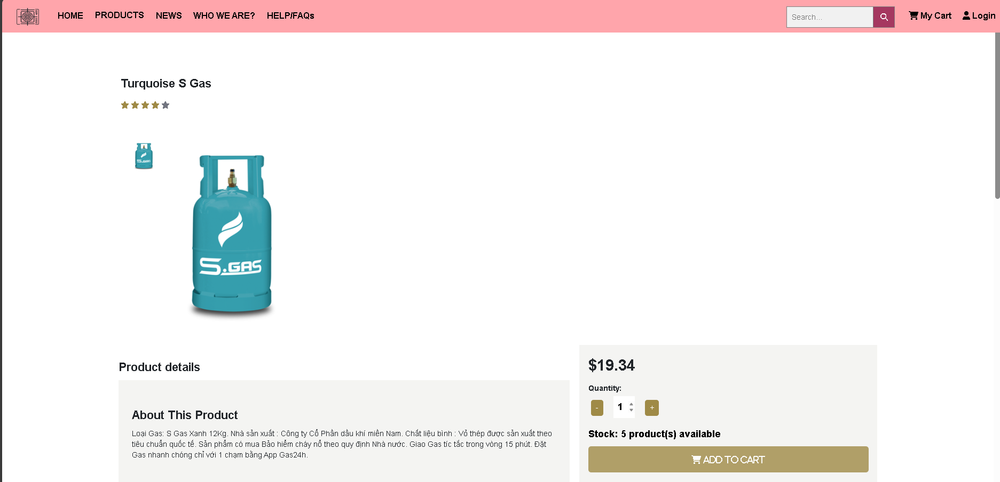 HOME PRODUCTS NEWS WHO WE ARE? HELP/FAQs Search... My Cart Login
Turquoise S Gas
S.GAS
S.GAS
Product details
About This Product
Loại Gas: S Gas Xanh 12Kg. Nhà sản xuất : Công ty Cổ Phần dầu khí miền Nam. Chất liệu bình : Vỏ thép được sản xuất theo
tiêu chuẩn quốc tế. Sản phẩm có mua Bảo hiểm cháy nổ theo quy định Nhà nước. Giao Gas tíc tắc trong vòng 15 phút. Đặt
Gas nhanh chóng chỉ với 1 chạm bằng App Gas24h.
$19.34
Quantity:
- 1 +
Stock: 5 product(s) available
ADD TO CART